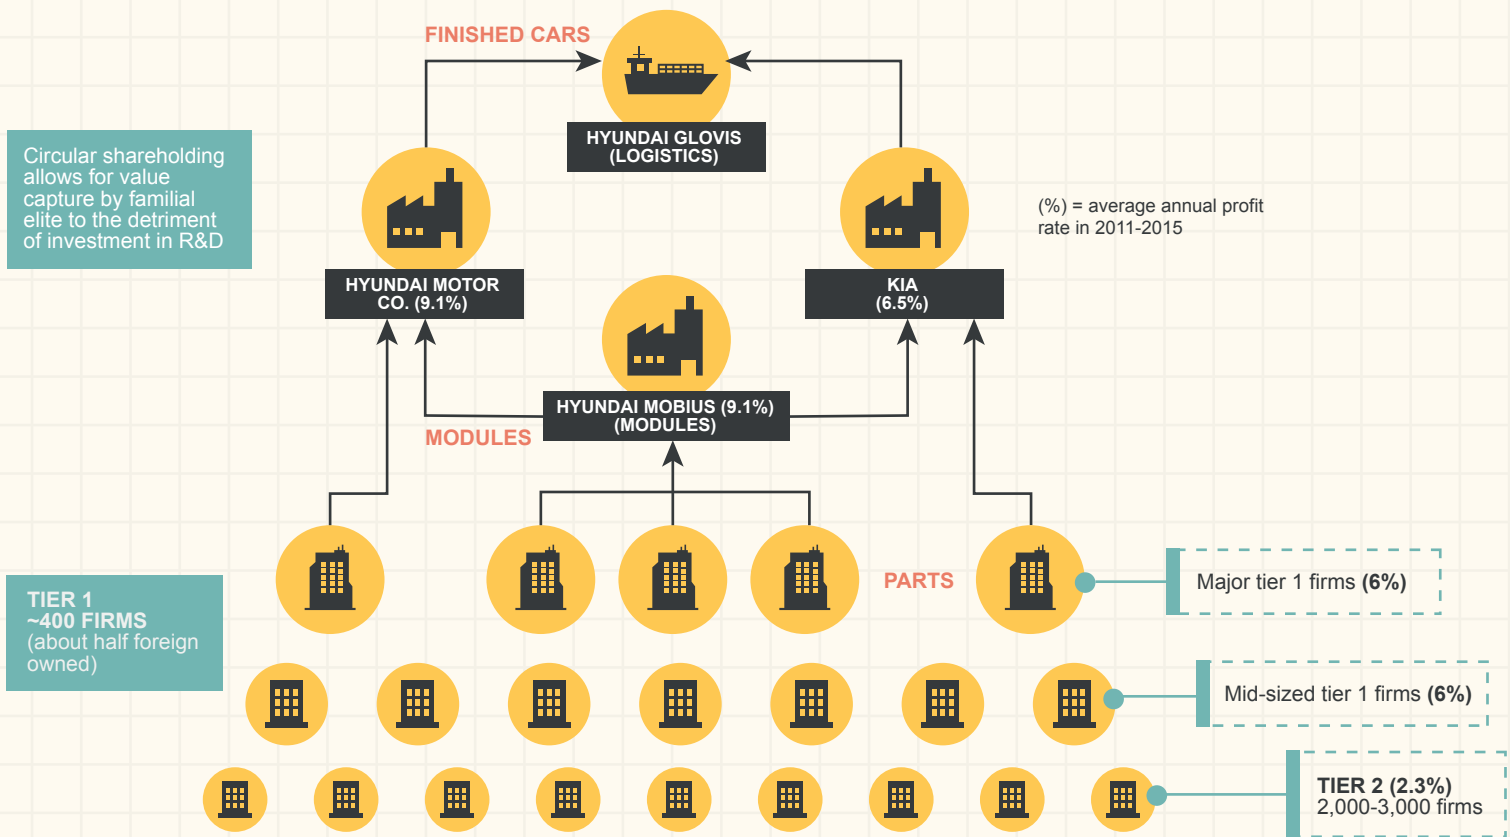 FINISHED CARS
HYUNDAI GLOVIS
(LOGISTICS)
Circular shareholding
allows for value
capture by familial
elite to the detriment
of investment in R&D
(%) = average annual profit
rate in 2011-2015
HYUNDAI MOTOR
CO. (9.1%)
KIA
(6.5%)
HYUNDAI MOBIUS (9.1%)
(MODULES)
MODULES
PARTS
Major tier 1 firms (6%)
TIER 1
~400 FIRMS
(about half foreign
owned)
Mid-sized tier 1 firms (6%)
TIER 2 (2.3%)
2,000-3,000 firms